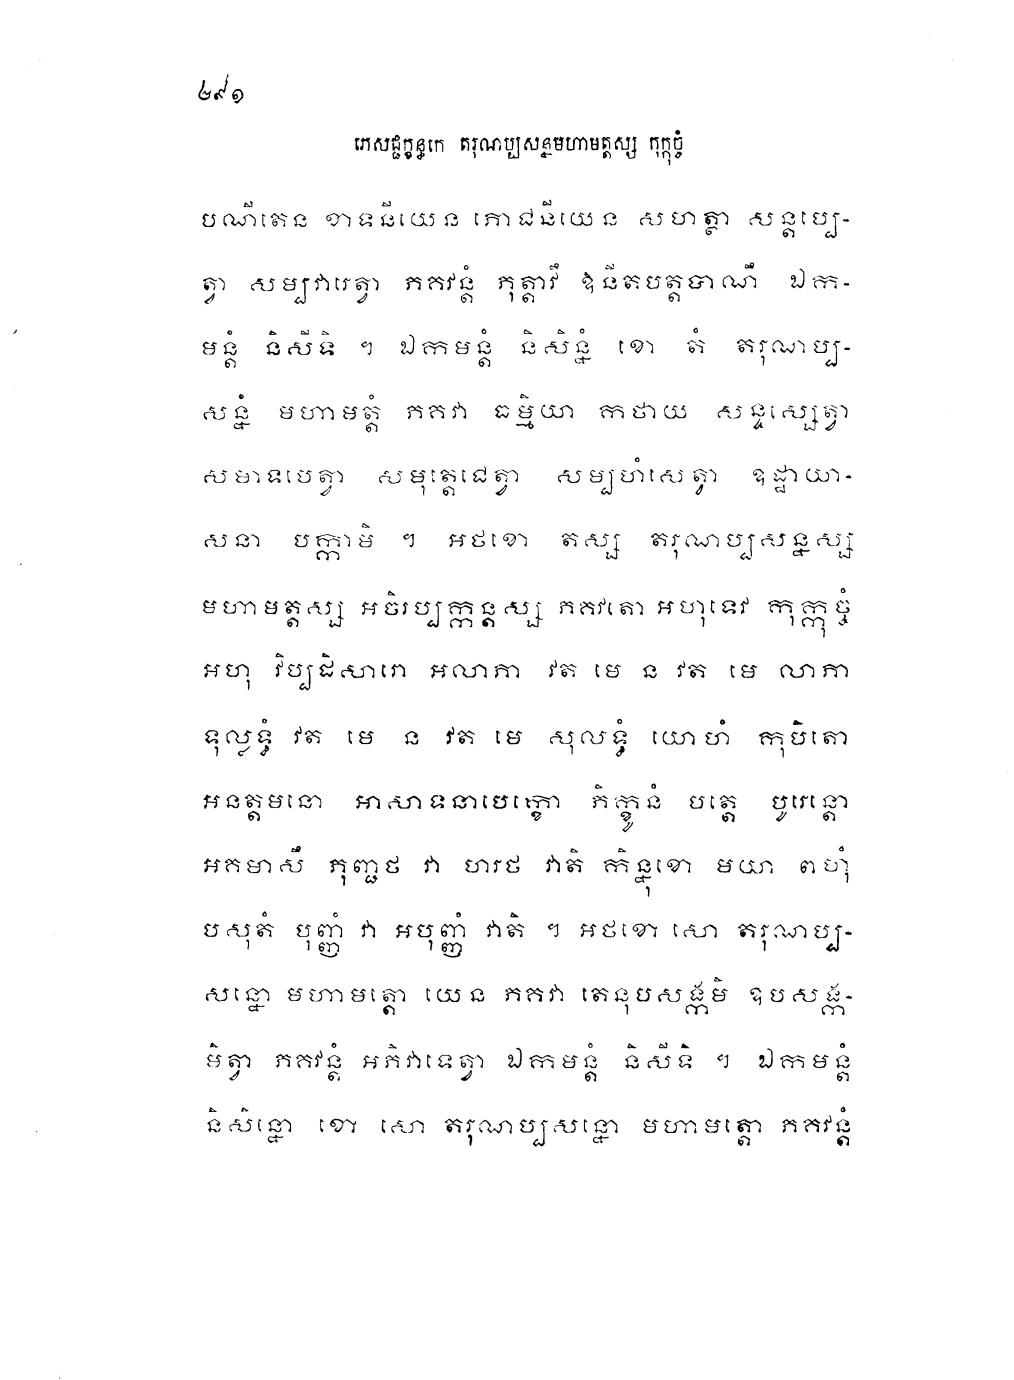 ២៩១
ភេសជ្ជក្ខន្ធកេ តរុណប្បសន្នមហាមត្តស្ស កុក្កុច្ចំ
បណីតេន ខាទនីយេន ភោជនីយេន សហត្ថា សន្តប្បេ-
ត្វា សម្បវារេត្វា ភគវន្តំ ភុត្តាវឹ ឱនីតបត្តបាណឹ ឯក-
មន្តំ និសីទិ ។ ឯកមន្តំ និសិន្នំ ខោ តំ តរុណប្ប-
សន្នំ មហាមត្តំ ភគវា ធម្មិយា កថាយ សន្ទស្សេត្វា
សមាទបេត្វា សមុត្តេជេត្វា សម្បហំសេត្វា ឧដ្ឋាយា-
សនា បក្កាមិ ។ អថខោ តស្ស តរុណប្បសន្នស្ស
មហាមត្តស្ស អចិរប្បក្កន្តស្ស ភគវតោ អហុទេវ កុក្កុច្ចំ
អហុ វិប្បដិសារោ អលាភា វត មេ ន វត មេ លាភា
ទុល្លទ្ធំ វត មេ ន វត មេ សុលទ្ធំ យោហំ កុបិតោ
អនត្តមនោ អាសាទនាបេក្ខោ ភិក្ខូនំ បត្តេ បូរេន្តោ
អគមាសឹ ភុញ្ជថ វា ហរថ វាតិ កិន្នុខោ មយា ពហុំ
បសុតំ បុញ្ញំ វា អបុញ្ញំ វាតិ ។ អថខោ សោ តរុណប្ប-
សន្នោ មហាមត្តោ យេន ភគវា តេនុបសង្កមិ ឧបសង្ក-
មិត្វា ភគវន្តំ អភិវាទេត្វា ឯកមន្តំ និសីទិ ។ ឯកមន្តំ
និសិន្នោ ខោ សោ តរុណប្បសន្នោ មហាមត្តោ ភគវន្តំ